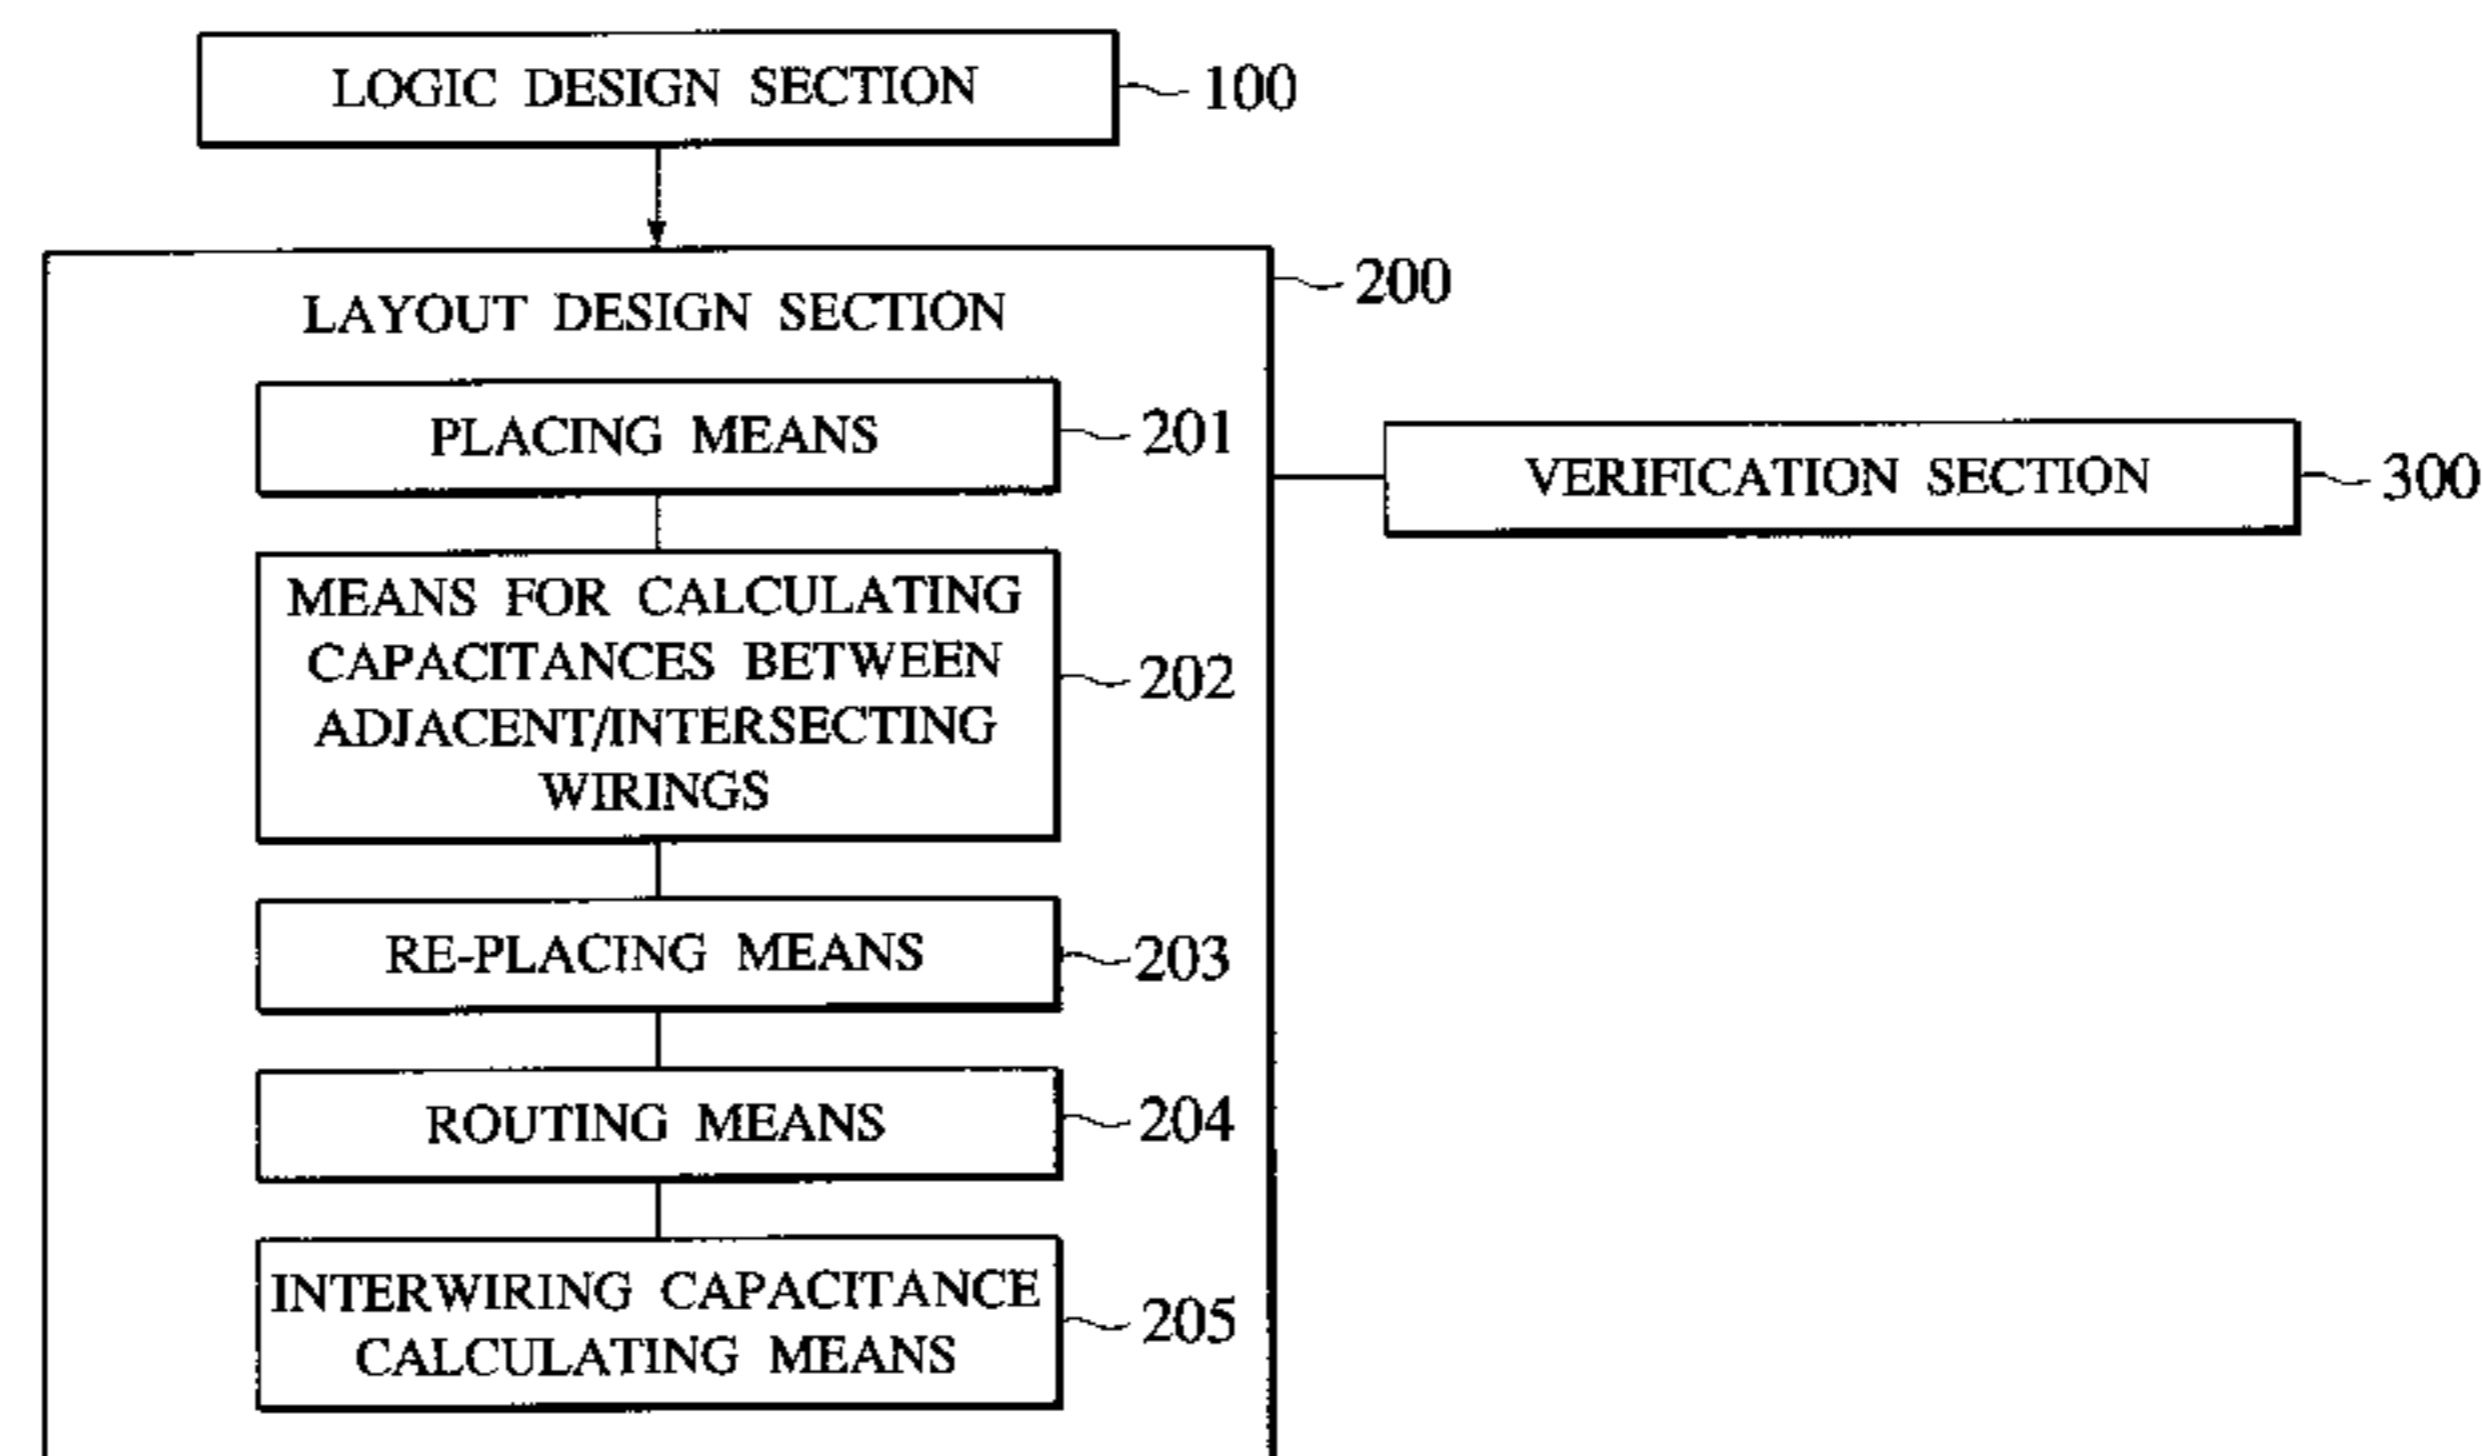 LOGIC DESIGN SECTION
100
LAYOUT DESIGN SECTION
200
PLACING MEANS
201
VERIFICATION SECTION
300
MEANS FOR CALCULATING
CAPACITANCES BETWEEN
ADJACENT/INTERSECTING
WIRINGS
202
RE-PLACING MEANS
203
ROUTING MEANS
204
INTERWIRING CAPACITANCE
CALCULATING MEANS
205